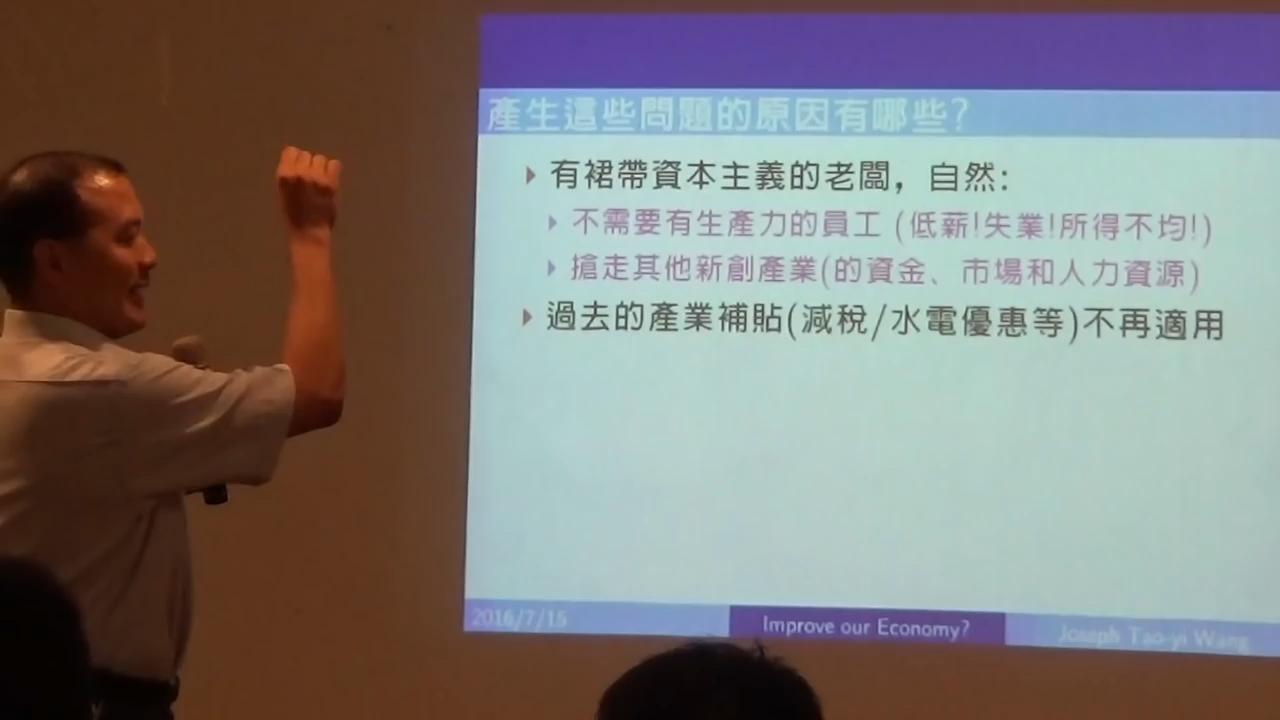 產生這些問題的原因有哪些?
有裙帶資本主義的老闆，自然:
不需要有生產力的員工 (低薪!失業!所得不均!)
搶走其他新創產業(的資金、市場和人力資源)
過去的產業補貼(減稅/水電優惠等)不再適用
2016/7/15
Improve our Economy?
Joseph Tao-yi Wang